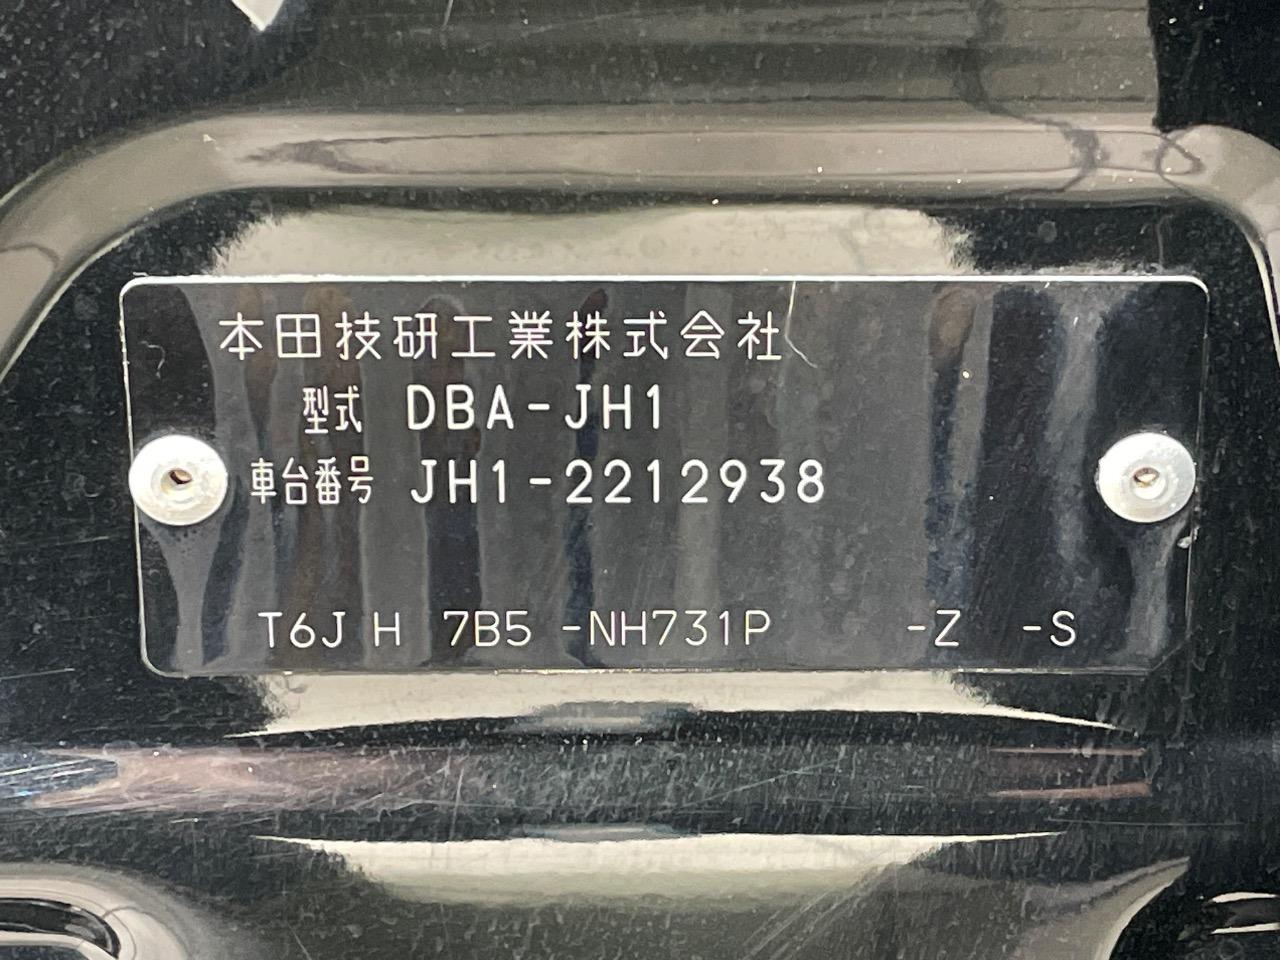 本田技研工業株式会社
型式 DBA-JH1
車台番号 JH1-2212938
T6J H 7B5 -NH731P -Z -S